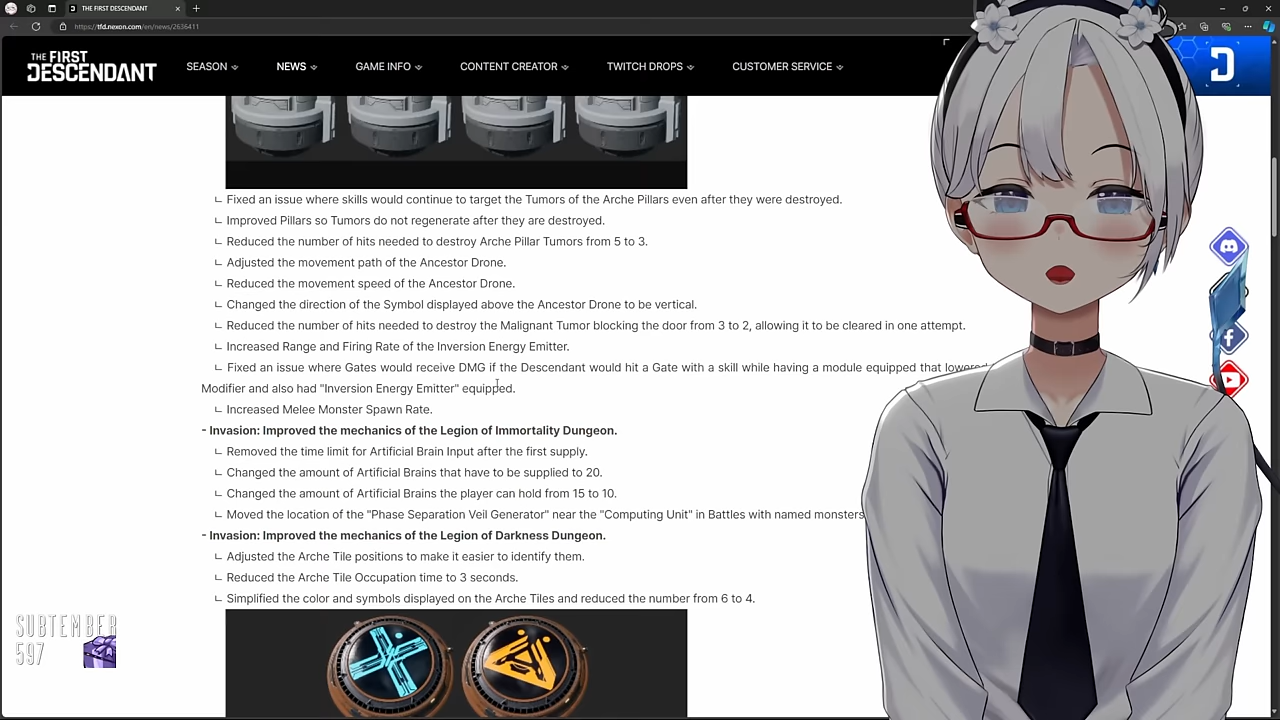 THE FIRST DESCENDANT
https://tfd.nexon.com/en/news/2636411
THE FIRST
DESCENDANT
SEASON
NEWS
GAME INFO
CONTENT CREATOR
TWITCH DROPS
CUSTOMER SERVICE
ㄴ Fixed an issue where skills would continue to target the Tumors of the Arche Pillars even after they were destroyed.
ㄴ Improved Pillars so Tumors do not regenerate after they are destroyed.
ㄴ Reduced the number of hits needed to destroy Arche Pillar Tumors from 5 to 3.
ㄴ Adjusted the movement path of the Ancestor Drone.
ㄴ Reduced the movement speed of the Ancestor Drone.
ㄴ Changed the direction of the Symbol displayed above the Ancestor Drone to be vertical.
ㄴ Reduced the number of hits needed to destroy the Malignant Tumor blocking the door from 3 to 2, allowing it to be cleared in one attempt.
ㄴ Increased Range and Firing Rate of the Inversion Energy Emitter.
ㄴ Fixed an issue where Gates would receive DMG if the Descendant would hit a Gate with a skill while having a module equipped that lowered
Modifier and also had "Inversion Energy Emitter" equipped.
ㄴ Increased Melee Monster Spawn Rate.
- Invasion: Improved the mechanics of the Legion of Immortality Dungeon.
ㄴ Removed the time limit for Artificial Brain Input after the first supply.
ㄴ Changed the amount of Artificial Brains that have to be supplied to 20.
ㄴ Changed the amount of Artificial Brains the player can hold from 15 to 10.
ㄴ Moved the location of the "Phase Separation Veil Generator" near the "Computing Unit" in Battles with named monsters
- Invasion: Improved the mechanics of the Legion of Darkness Dungeon.
ㄴ Adjusted the Arche Tile positions to make it easier to identify them.
ㄴ Reduced the Arche Tile Occupation time to 3 seconds.
ㄴ Simplified the color and symbols displayed on the Arche Tiles and reduced the number from 6 to 4.
SUBTEMBER
597